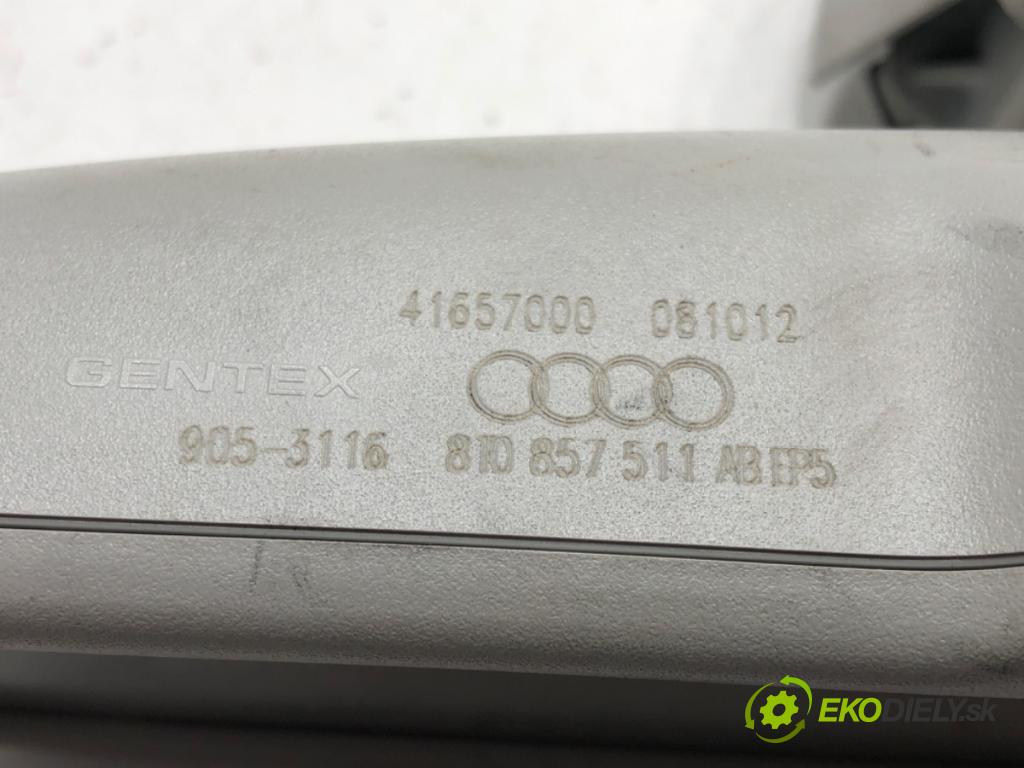 41657000 081012
GENTEX
905-3116 8T0 857 511 AB EP5
EKODIELY.sk